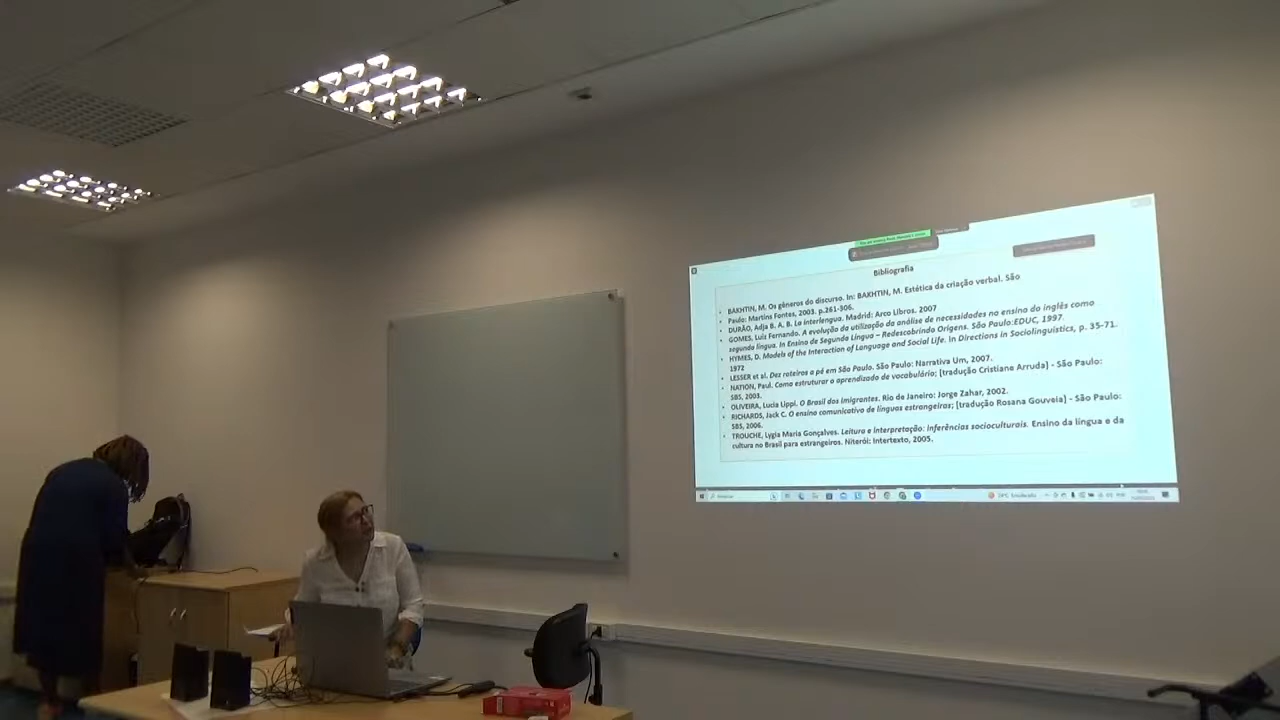 Bibliografia
BAKHTIN, M. Os gêneros do discurso. In: BAKHTIN, M. Estética da criação verbal. São
Paulo: Martins Fontes, 2003. p.261-306.
DURÃO, Adja B. A. B. La interlengua. Madrid: Arco Libros. 2007
GOMES, Luiz Fernando. A evolução da utilização da análise de necessidades no ensino do inglês como
segunda língua. In Ensino de Segunda Língua – Redescobrindo Origens. São Paulo:EDUC, 1997.
HYMES, D. Models of the Interaction of Language and Social Life. In Directions in Sociolinguistics, p. 35-71.
1972
LESSER et al. Dez roteiros a pé em São Paulo. São Paulo: Narrativa Um, 2007.
NATION, Paul. Como estruturar o aprendizado de vocabulário; [tradução Cristiane Arruda] - São Paulo:
SBS, 2003.
OLIVEIRA, Lucia Lippi. O Brasil dos Imigrantes. Rio de Janeiro: Jorge Zahar, 2002.
RICHARDS, Jack C. O ensino comunicativo de línguas estrangeiras; [tradução Rosana Gouveia] - São Paulo:
SBS, 2006.
TROUCHE, Lygia Maria Gonçalves. Leitura e interpretação: inferências socioculturais. Ensino da língua e da
cultura no Brasil para estrangeiros. Niterói: Intertexto, 2005.